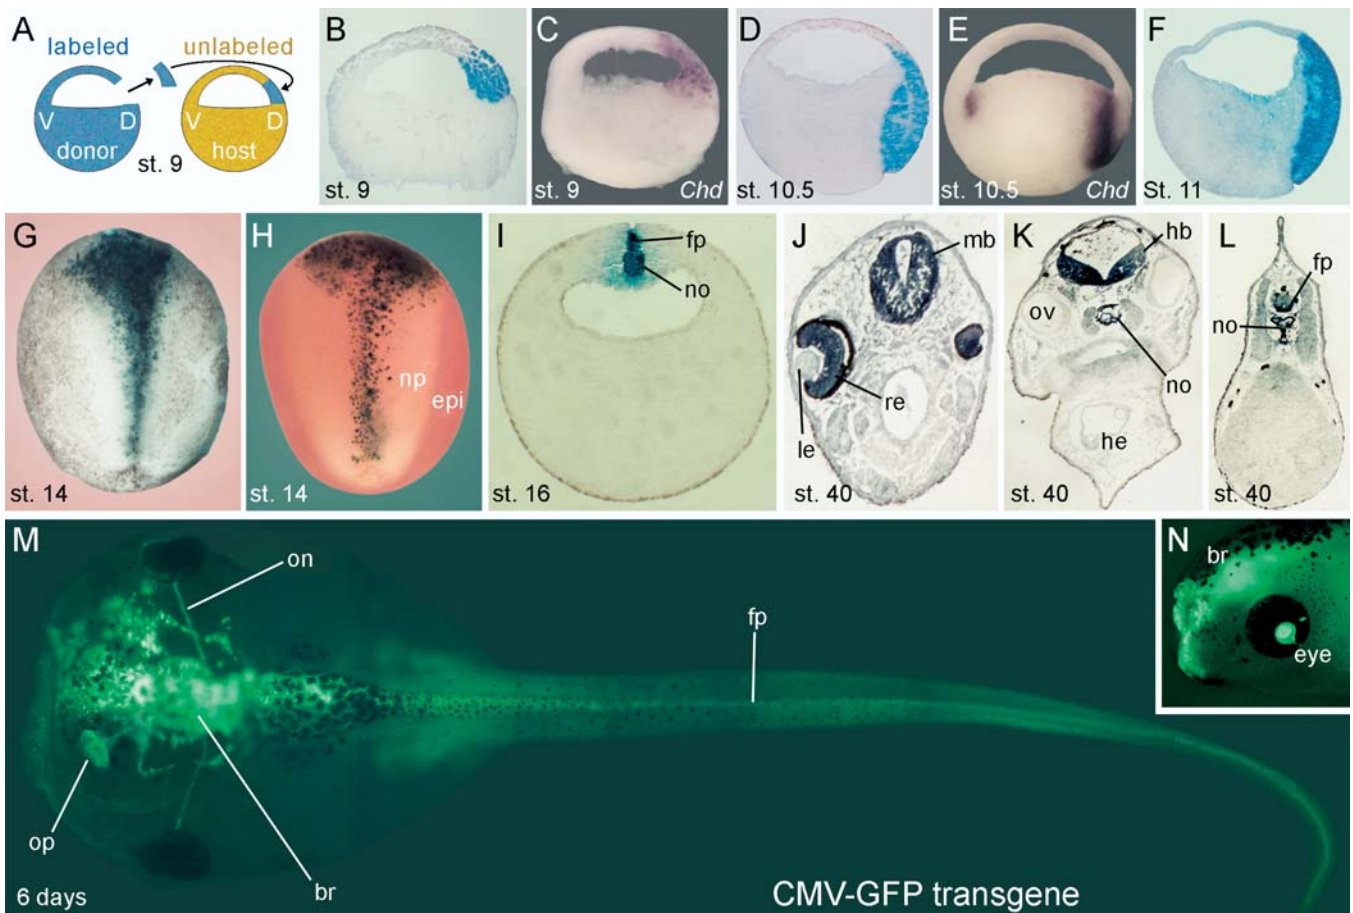 A
labeled
unlabeled
V
D
V
D
donor
host
st. 9
B
st. 9
C
st. 9
Chd
D
st. 10.5
E
st. 10.5
Chd
F
St. 11
G
st. 14
H
np
epi
st. 14
I
fp
no
st. 16
J
mb
le
re
st. 40
K
hb
ov
no
he
st. 40
L
fp
no
st. 40
M
on
fp
op
br
6 days
CMV-GFP transgene
N
br
eye